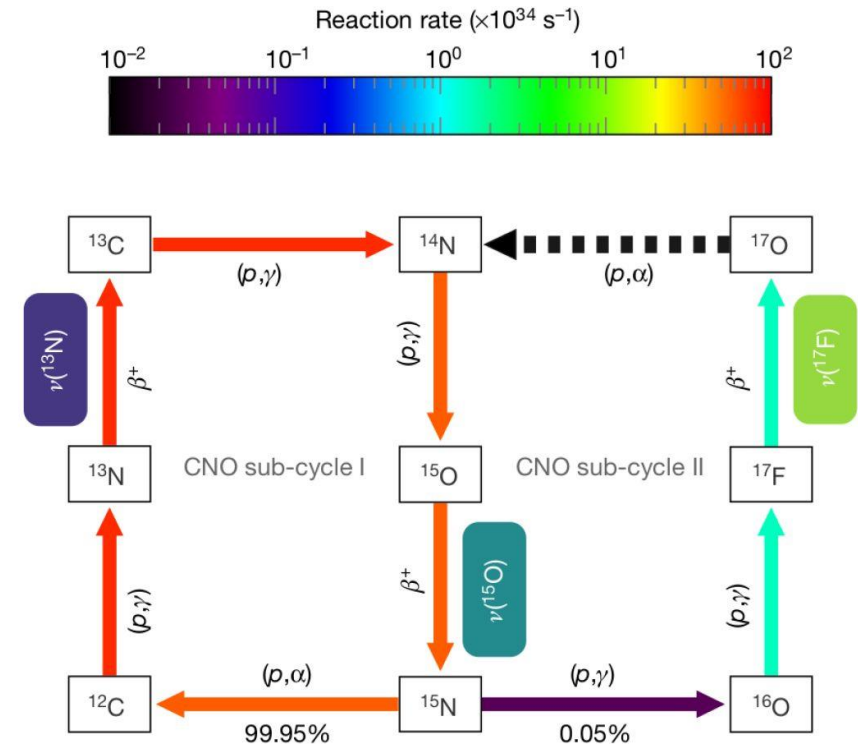 Reaction rate (×10³⁴ s⁻¹)
10⁻² 10⁻¹ 10⁰ 10¹ 10²
¹³C ¹⁴N ¹⁷O
(p,γ) (p,α)
ν(¹³N) β⁺ (p,γ) β⁺ ν(¹⁷F)
¹³N CNO sub-cycle I ¹⁵O CNO sub-cycle II ¹⁷F
(p,γ) β⁺ ν(¹⁵O) (p,γ)
(p,α) (p,γ)
¹²C ¹⁵N ¹⁶O
99.95% 0.05%